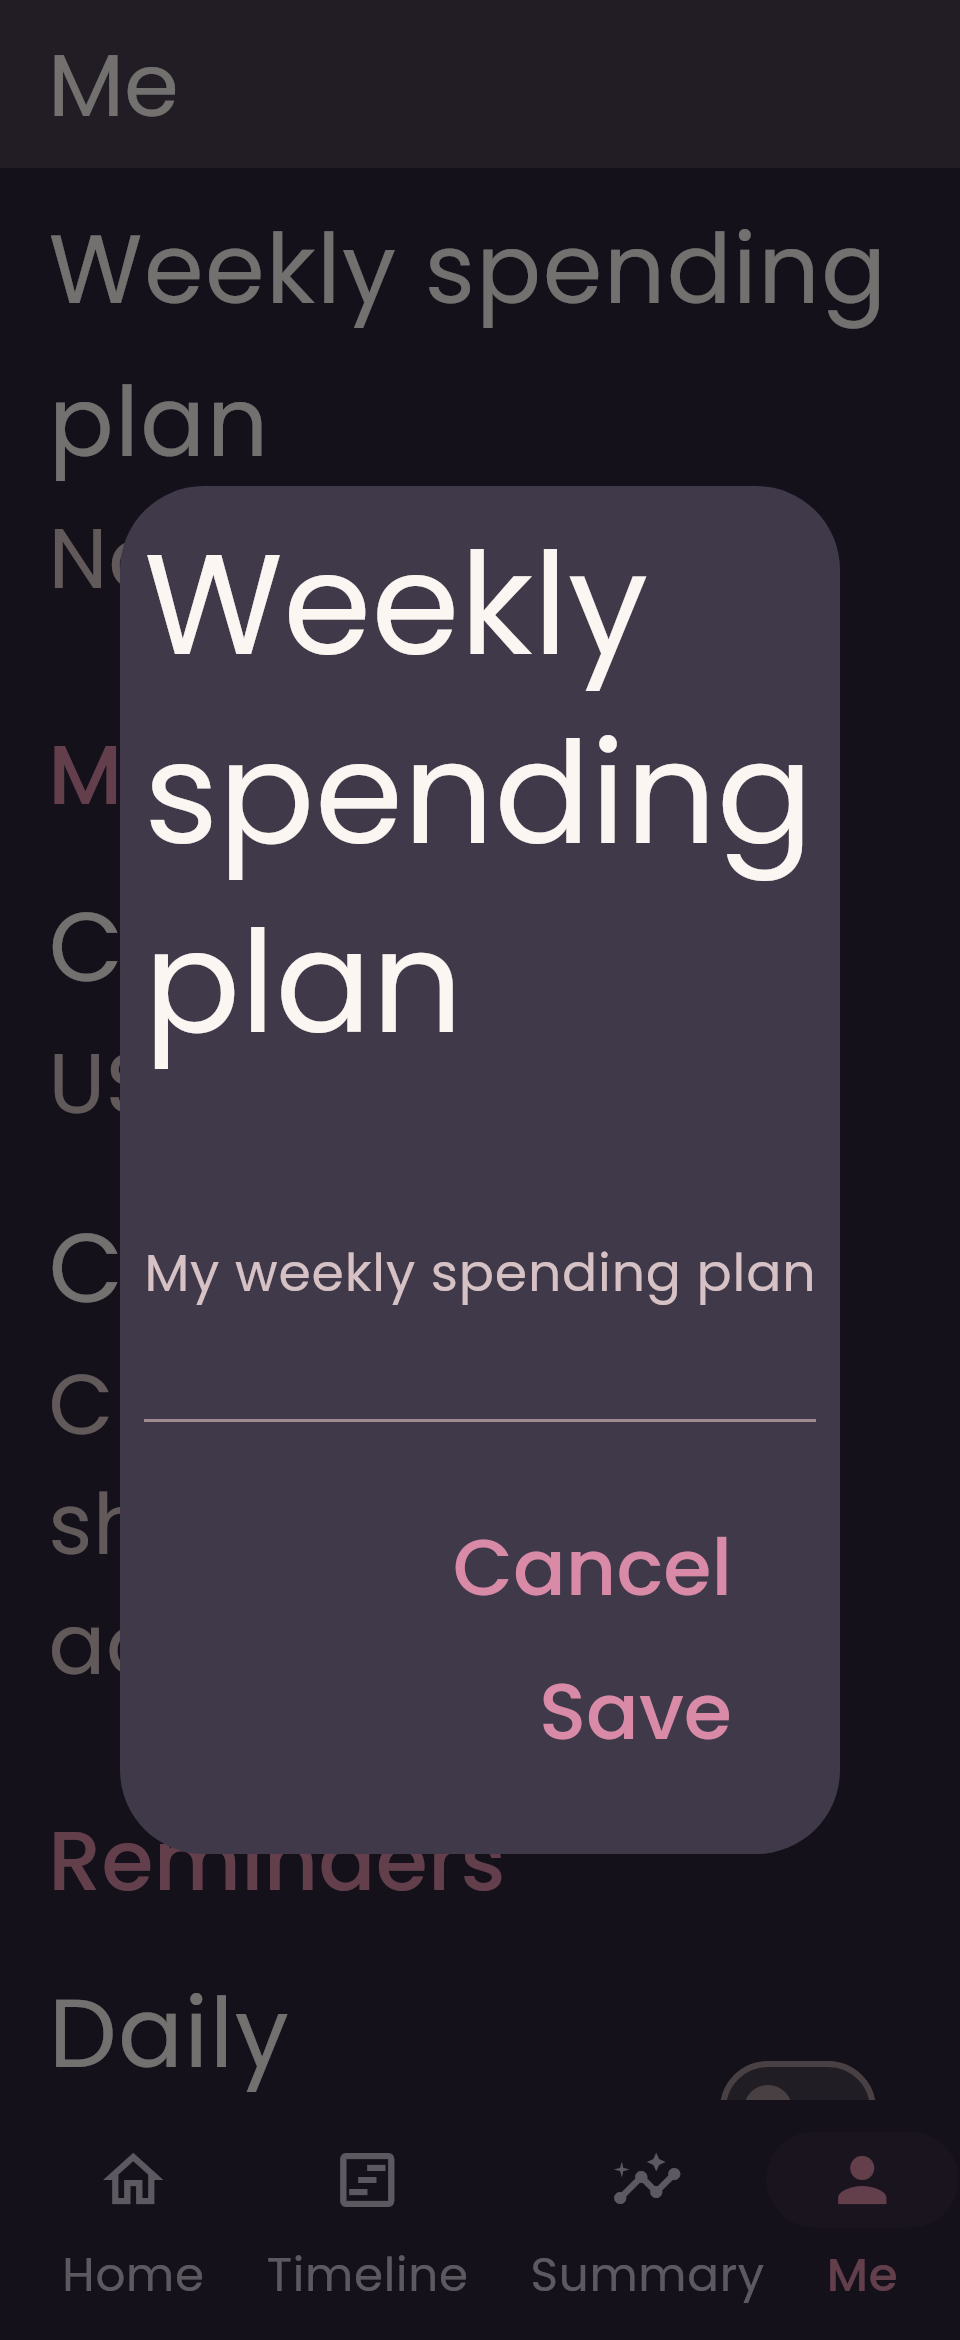 Me
Weekly spending
plan
Weekly
spending
plan
My weekly spending plan
Cancel
Save
Reminders
Daily
Home
Timeline
Summary
Me